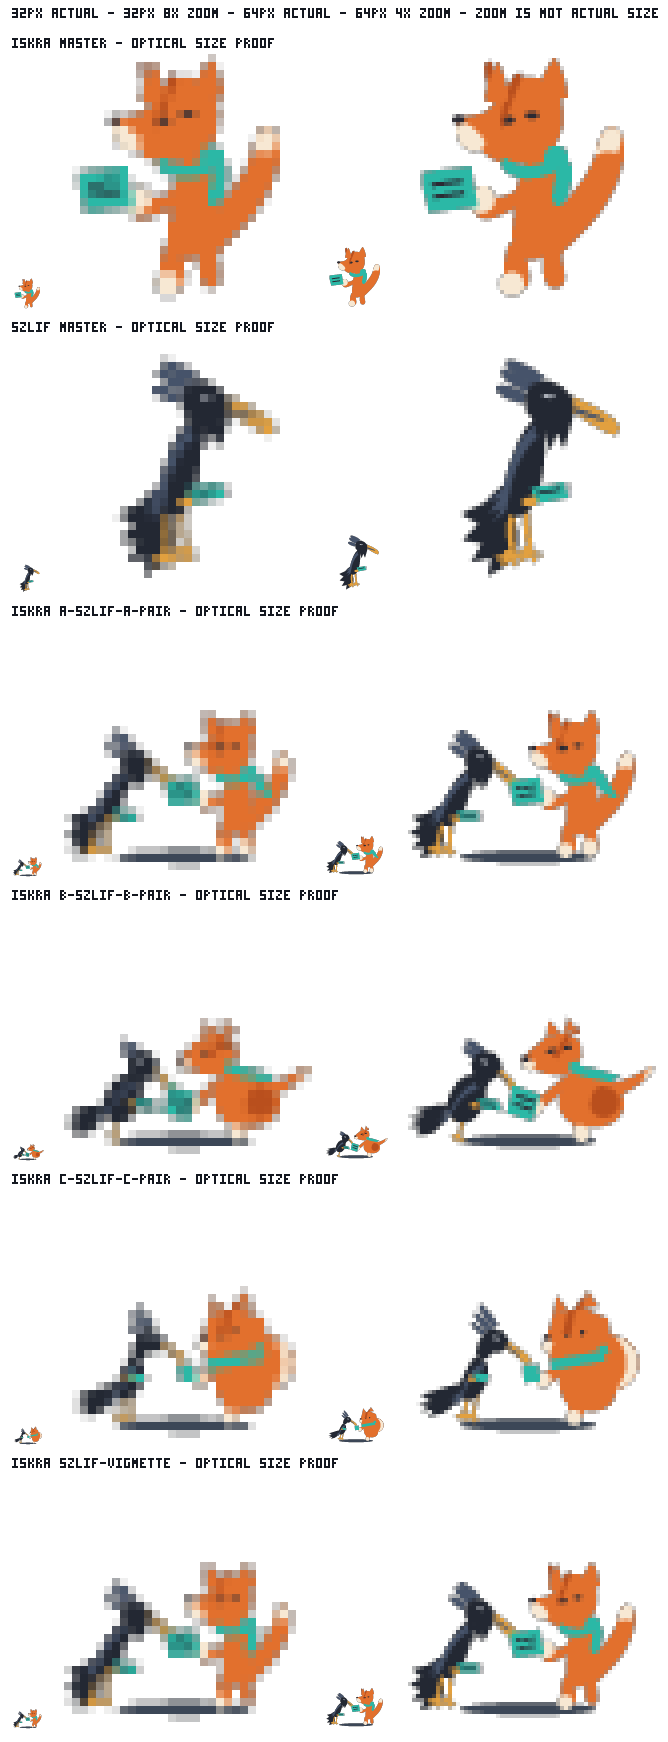 32PX ACTUAL - 32PX 8X ZOOM - 64PX ACTUAL - 64PX 4X ZOOM - ZOOM IS NOT ACTUAL SIZE
ISKRA MASTER - OPTICAL SIZE PROOF
SZLIF MASTER - OPTICAL SIZE PROOF
ISKRA A-SZLIF-A-PAIR - OPTICAL SIZE PROOF
ISKRA B-SZLIF-B-PAIR - OPTICAL SIZE PROOF
ISKRA C-SZLIF-C-PAIR - OPTICAL SIZE PROOF
ISKRA SZLIF-VIGNETTE - OPTICAL SIZE PROOF